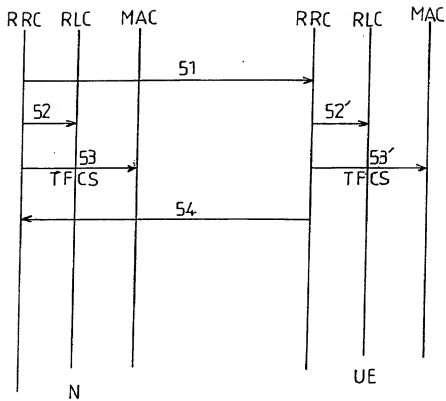 RRC RLC MAC RRC RLC MAC
51
52 52'
53 53'
TFCS TFCS
54
N UE